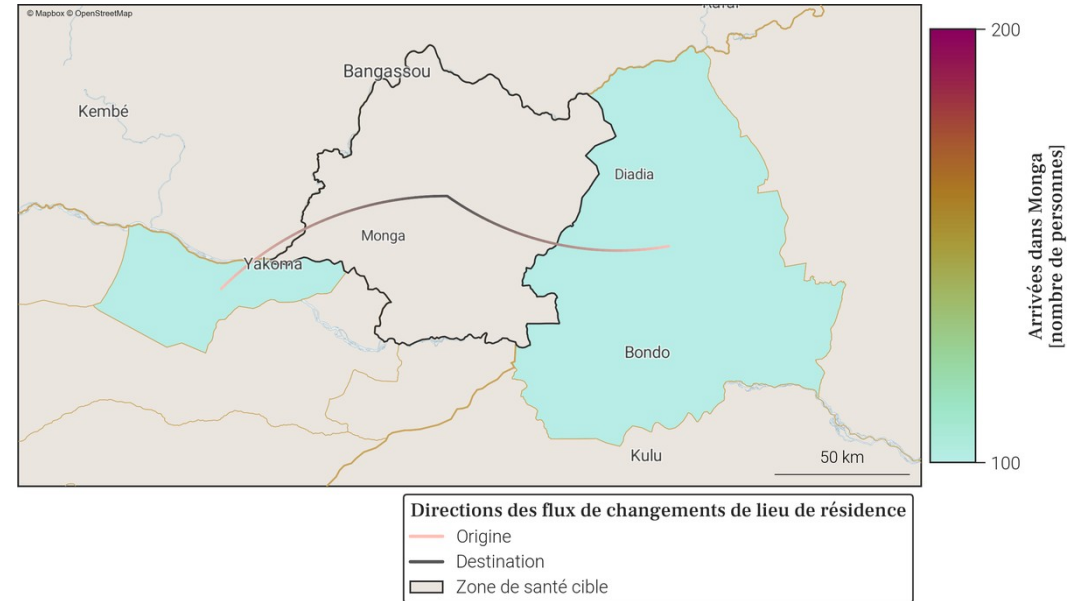 © Mapbox © OpenStreetMap
Bangassou
Kembé
Diadia
Monga
Yakoma
Bondo
Kulu
50 km
200
100
Arrivées dans Monga
[nombre de personnes]
Directions des flux de changements de lieu de résidence
Origine
Destination
Zone de santé cible